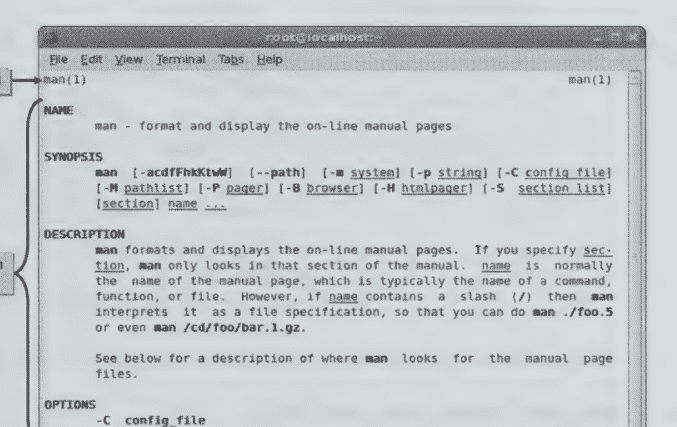 root@localhost:~
File Edit View Terminal Tabs Help
man(1) man(1)
NAME
man - format and display the on-line manual pages
SYNOPSIS
man [-acdfFhkKtwW] [--path] [-m system] [-p string] [-C config_file]
[-M pathlist] [-P pager] [-B browser] [-H htmlpager] [-S section_list]
[section] name ...
DESCRIPTION
man formats and displays the on-line manual pages. If you specify sec-
tion, man only looks in that section of the manual. name is normally
the name of the manual page, which is typically the name of a command,
function, or file. However, if name contains a slash (/) then man
interprets it as a file specification, so that you can do man ./foo.5
or even man /cd/foo/bar.1.gz.
See below for a description of where man looks for the manual page
files.
OPTIONS
-C config_file